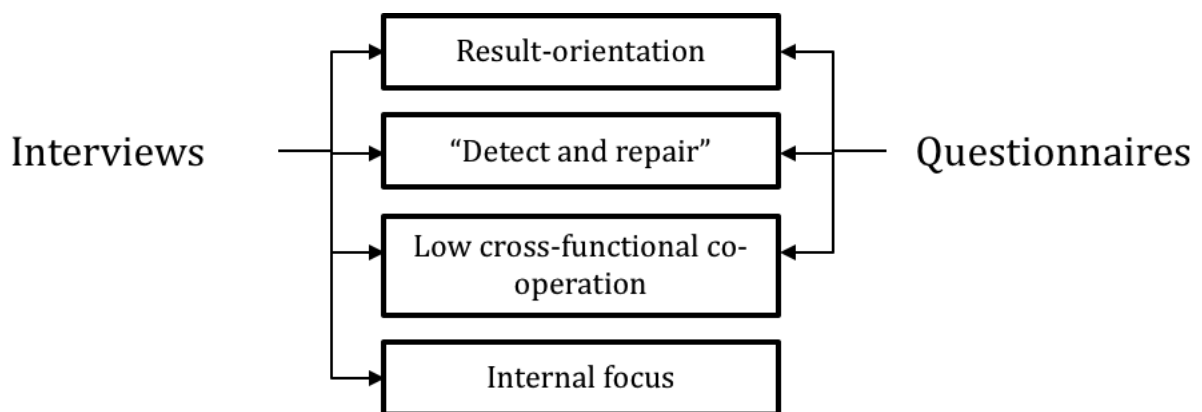 Result-orientation
Interviews
“Detect and repair”
Questionnaires
Low cross-functional co-
operation
Internal focus